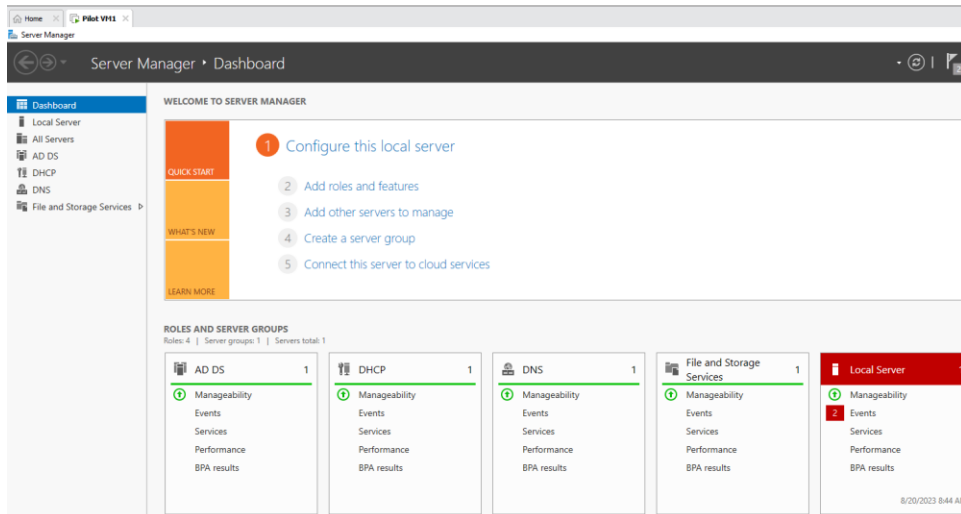 Home
Pilot VM1
Server Manager
Server Manager • Dashboard
Dashboard
Local Server
All Servers
AD DS
DHCP
DNS
File and Storage Services
WELCOME TO SERVER MANAGER
QUICK START
WHAT'S NEW
LEARN MORE
1 Configure this local server
2 Add roles and features
3 Add other servers to manage
4 Create a server group
5 Connect this server to cloud services
ROLES AND SERVER GROUPS
Roles: 4 | Server groups: 1 | Servers total: 1
AD DS 1
Manageability
Events
Services
Performance
BPA results
DHCP 1
Manageability
Events
Services
Performance
BPA results
DNS 1
Manageability
Events
Services
Performance
BPA results
File and Storage
Services 1
Manageability
Events
Services
Performance
BPA results
Local Server
Manageability
2 Events
Services
Performance
BPA results
8/20/2023 8:44